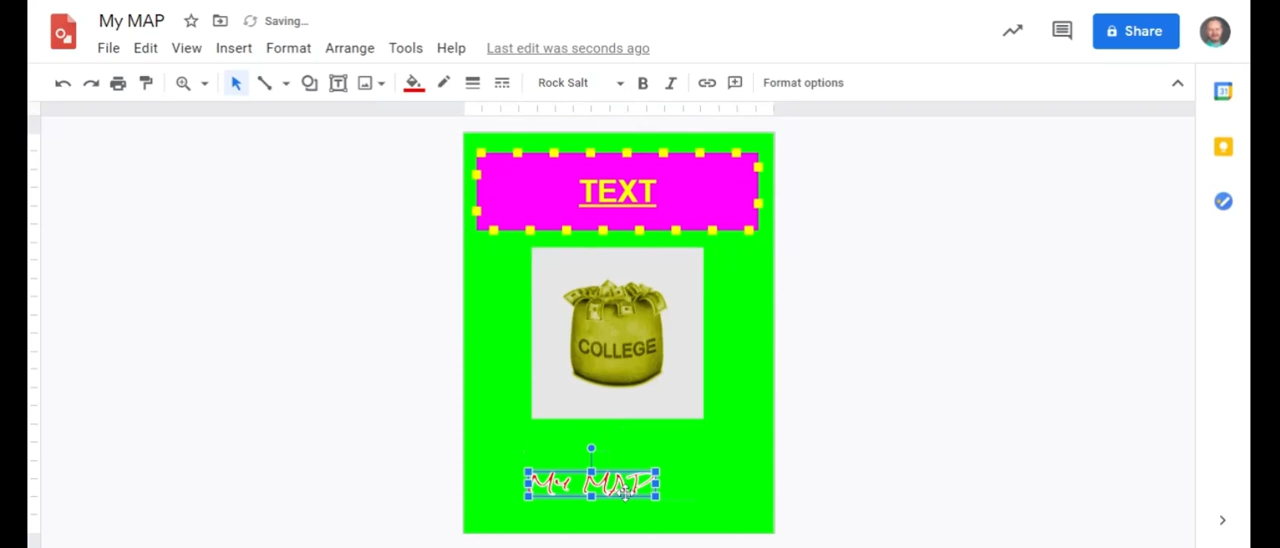 My MAP Saving...
File Edit View Insert Format Arrange Tools Help Last edit was seconds ago
Share
Rock Salt B I Format options
31
TEXT
COLLEGE
My MAP